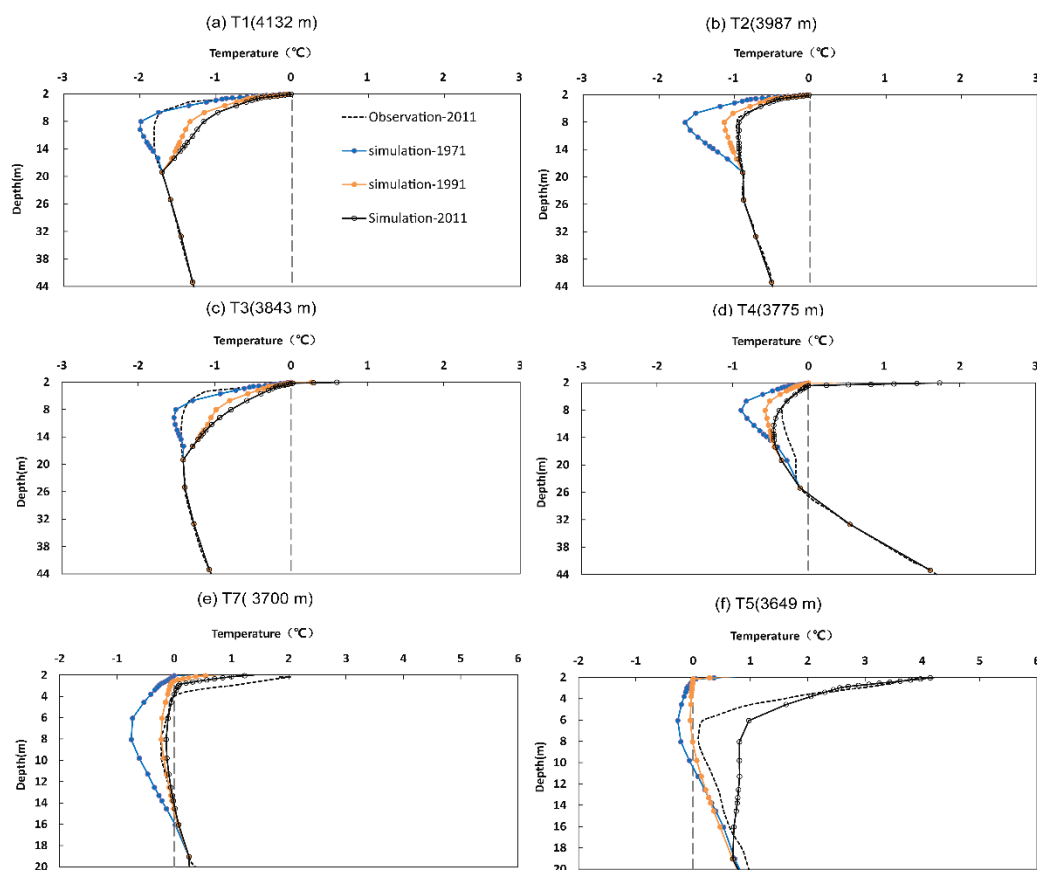 (a) T1(4132 m)
(b) T2(3987 m)
Temperature（℃）
Temperature（℃）
-3 -2 -1 0 1 2 3
-3 -2 -1 0 1 2 3
2
8
14
20
26
32
38
44
Depth(m)
Observation-2011
simulation-1971
simulation-1991
Simulation-2011
2
8
14
20
26
32
38
44
Depth(m)
(c) T3(3843 m)
(d) T4(3775 m)
Temperature（℃）
Temperature（℃）
-3 -2 -1 0 1 2 3
-3 -2 -1 0 1 2 3
2
8
14
20
26
32
38
44
Depth(m)
2
8
14
20
26
32
38
44
Depth(m)
(e) T7( 3700 m)
(f) T5(3649 m)
Temperature（℃）
Temperature（℃）
-2 -1 0 1 2 3 4 5 6
-2 -1 0 1 2 3 4 5 6
2
4
6
8
10
12
14
16
18
20
Depth(m)
2
4
6
8
10
12
14
16
18
20
Depth(m)